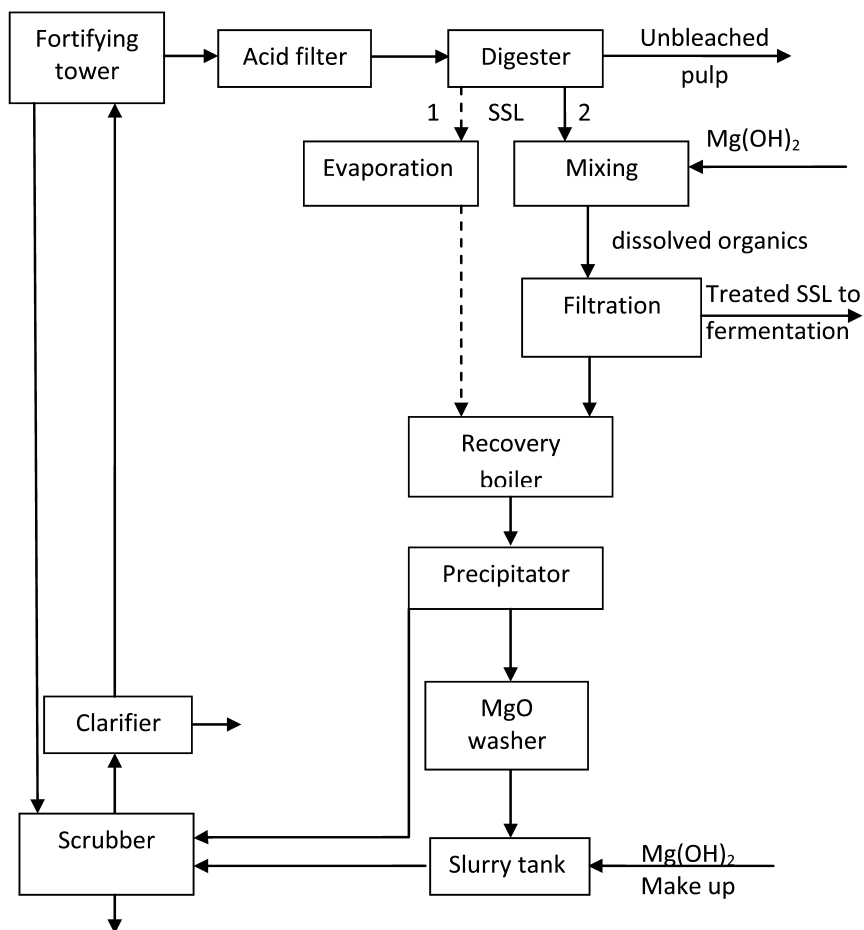 Fortifying
tower
Acid filter
Digester
Unbleached
pulp
1
SSL
2
Evaporation
Mixing
Mg(OH)₂
dissolved organics
Filtration
Treated SSL to
fermentation
Recovery
boiler
Precipitator
MgO
washer
Clarifier
Scrubber
Slurry tank
Mg(OH)₂
Make up